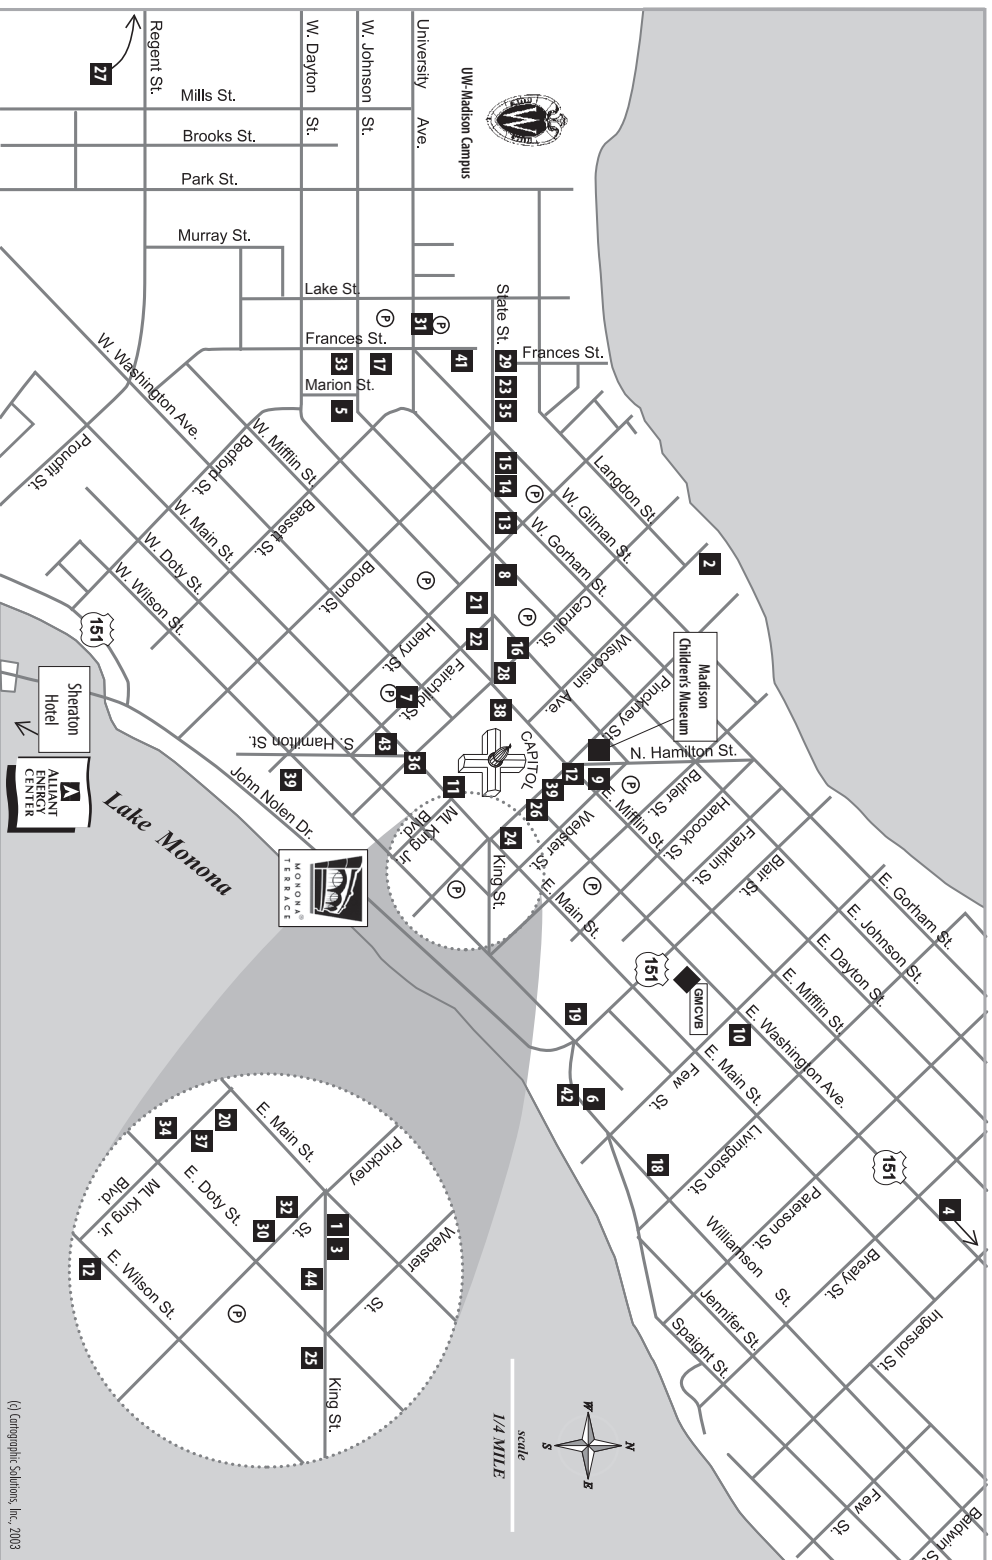 Regent St.
W. Dayton St.
W. Johnson St.
University Ave.
UW-Madison Campus
W
27
Mills St.
Brooks St.
Park St.
Murray St.
Lake St.
State St.
Frances St.
Frances St.
Marion St.
P
31
P
33
17
41
29
23
35
5
W. Washington Ave.
W. Mifflin St.
Bedford St.
Proudfit St.
W. Main St.
Bassett St.
W. Doty St.
W. Wilson St.
Broom St.
Henry St.
Fairchild St.
15
14
P
13
8
P
21
22
16
28
P
7
38
43
36
39
11
Langdon St.
W. Gilman St.
W. Gorham St.
Carroll St.
Wisconsin Ave.
Pinckney St.
2
Madison
Children's Museum
N. Hamilton St.
S. Hamilton St.
CAPITOL
12
9
P
39
26
24
Butler St.
E. Mifflin St.
Hancock St.
Franklin St.
Webster St.
Blair St.
King St.
ML King Jr.
Blvd.
P
P
E. Main St.
John Nolen Dr.
151
Sheraton
Hotel
ALLIANT
ENERGY
CENTER
Lake Monona
MONONA®
TERRACE
E. Gorham St.
E. Johnson St.
E. Dayton St.
E. Mifflin St.
E. Washington Ave.
E. Main St.
151
GMCVB
10
19
42
6
18
Few St.
Livingston St.
Paterson St.
Williamson St.
Brealy St.
Jennifer St.
Spaight St.
Ingersoll St.
151
4
Few St.
Baldwin St.
E. Main St.
Pinckney St.
Webster St.
E. Doty St.
ML King Jr.
Blvd.
E. Wilson St.
King St.
20
37
34
32
30
1
3
44
25
12
P
N
W
E
S
scale
1/4 MILE
(c) Cartographic Solutions, Inc., 2003